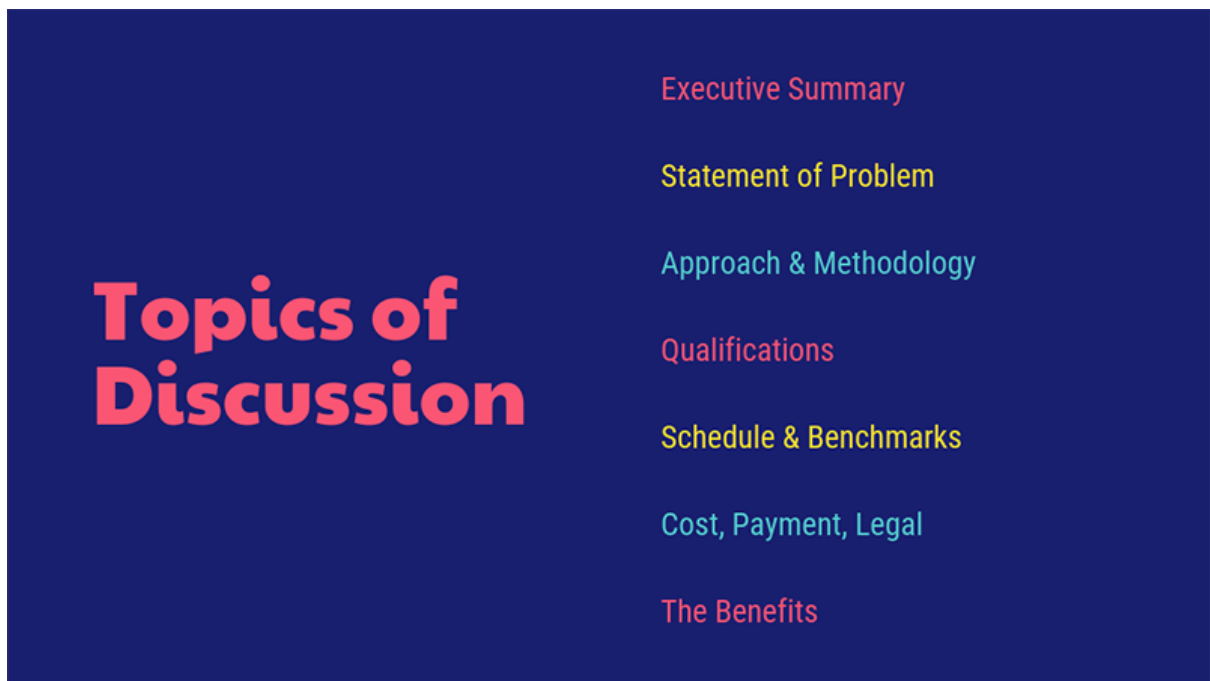 Topics of
Discussion
Executive Summary
Statement of Problem
Approach & Methodology
Qualifications
Schedule & Benchmarks
Cost, Payment, Legal
The Benefits